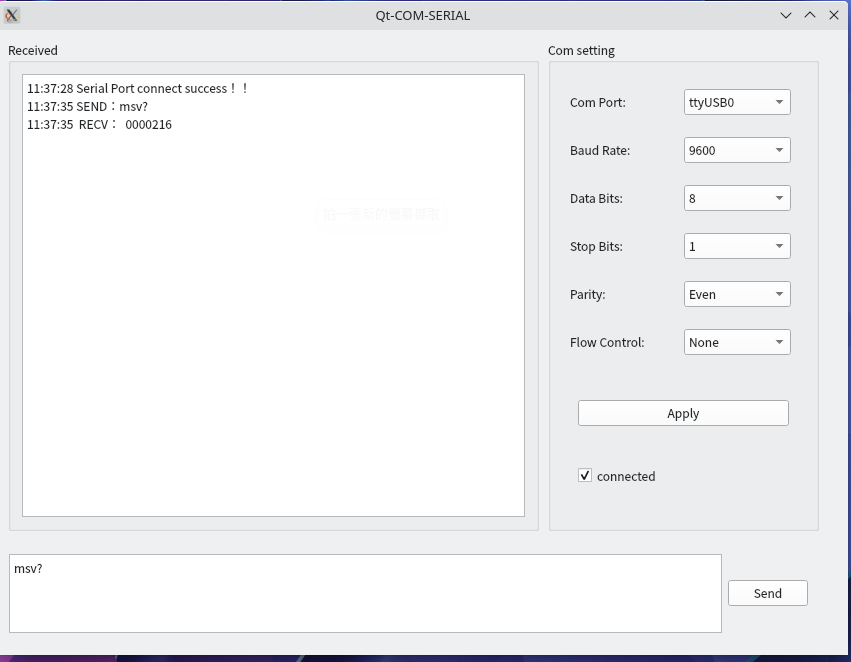 Qt-COM-SERIAL
Received
11:37:28 Serial Port connect success！！
11:37:35 SEND：msv?
11:37:35  RECV：  0000216
Com setting
Com Port:
ttyUSB0
Baud Rate:
9600
Data Bits:
8
Stop Bits:
1
Parity:
Even
Flow Control:
None
Apply
connected
msv?
Send